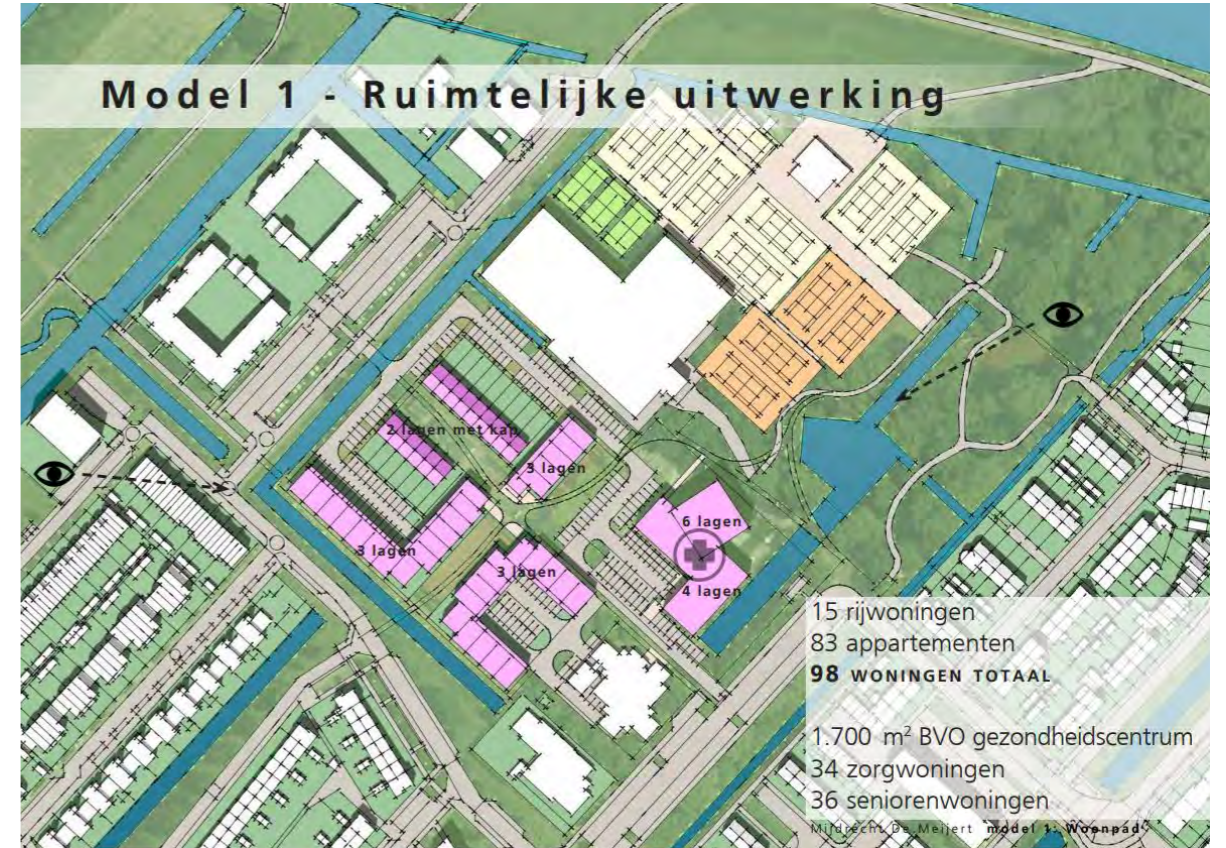 Model 1 - Ruimtelijke uitwerking
2 lagen met kap
3 lagen
6 lagen
3 lagen
3 lagen
4 lagen
15 rijwoningen
83 appartementen
98 WONINGEN TOTAAL
1.700 m² BVO gezondheidscentrum
34 zorgwoningen
36 seniorenwoningen
Mijdrecht De Meijert model 1: Woonpad